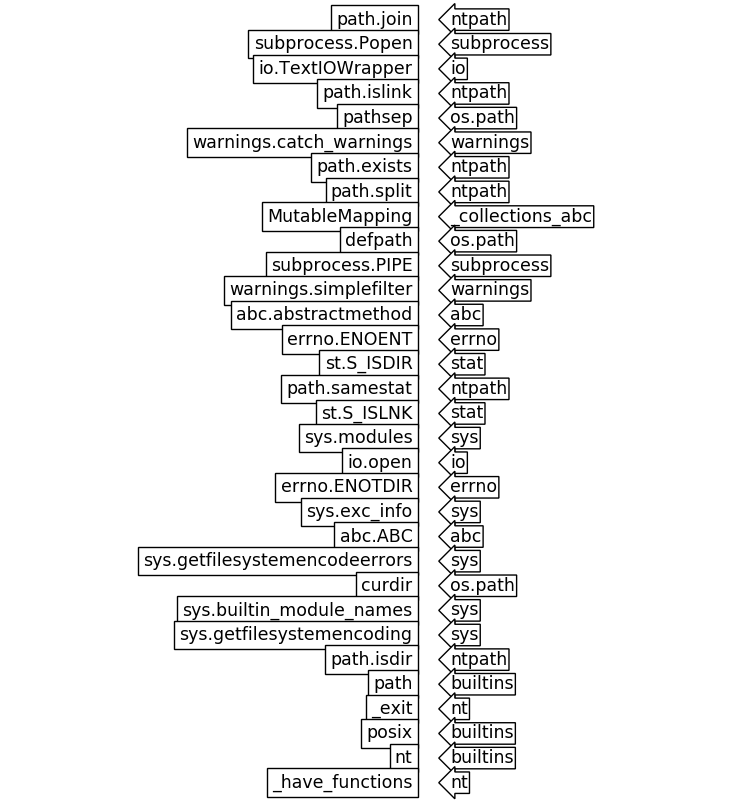 path.join ntpath
subprocess.Popen subprocess
io.TextIOWrapper io
path.islink ntpath
pathsep os.path
warnings.catch_warnings warnings
path.exists ntpath
path.split ntpath
MutableMapping _collections_abc
defpath os.path
subprocess.PIPE subprocess
warnings.simplefilter warnings
abc.abstractmethod abc
errno.ENOENT errno
st.S_ISDIR stat
path.samestat ntpath
st.S_ISLNK stat
sys.modules sys
io.open io
errno.ENOTDIR errno
sys.exc_info sys
abc.ABC abc
sys.getfilesystemencodeerrors sys
curdir os.path
sys.builtin_module_names sys
sys.getfilesystemencoding sys
path.isdir ntpath
path builtins
_exit nt
posix builtins
nt builtins
_have_functions nt